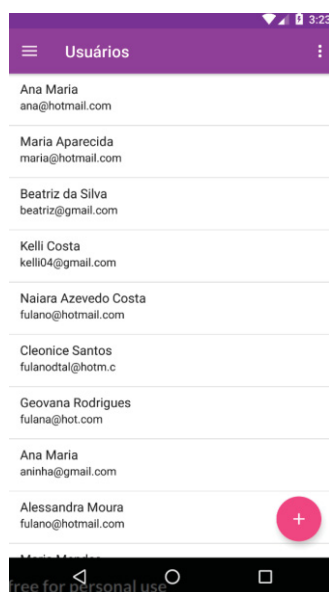 3:23
Usuários
Ana Maria
ana@hotmail.com
Maria Aparecida
maria@hotmail.com
Beatriz da Silva
beatriz@gmail.com
Kelli Costa
kelli04@gmail.com
Naiara Azevedo Costa
fulano@hotmail.com
Cleonice Santos
fulanodtal@hotm.c
Geovana Rodrigues
fulana@hot.com
Ana Maria
aninha@gmail.com
Alessandra Moura
fulano@hotmail.com
Maria Mendes
free for personal use